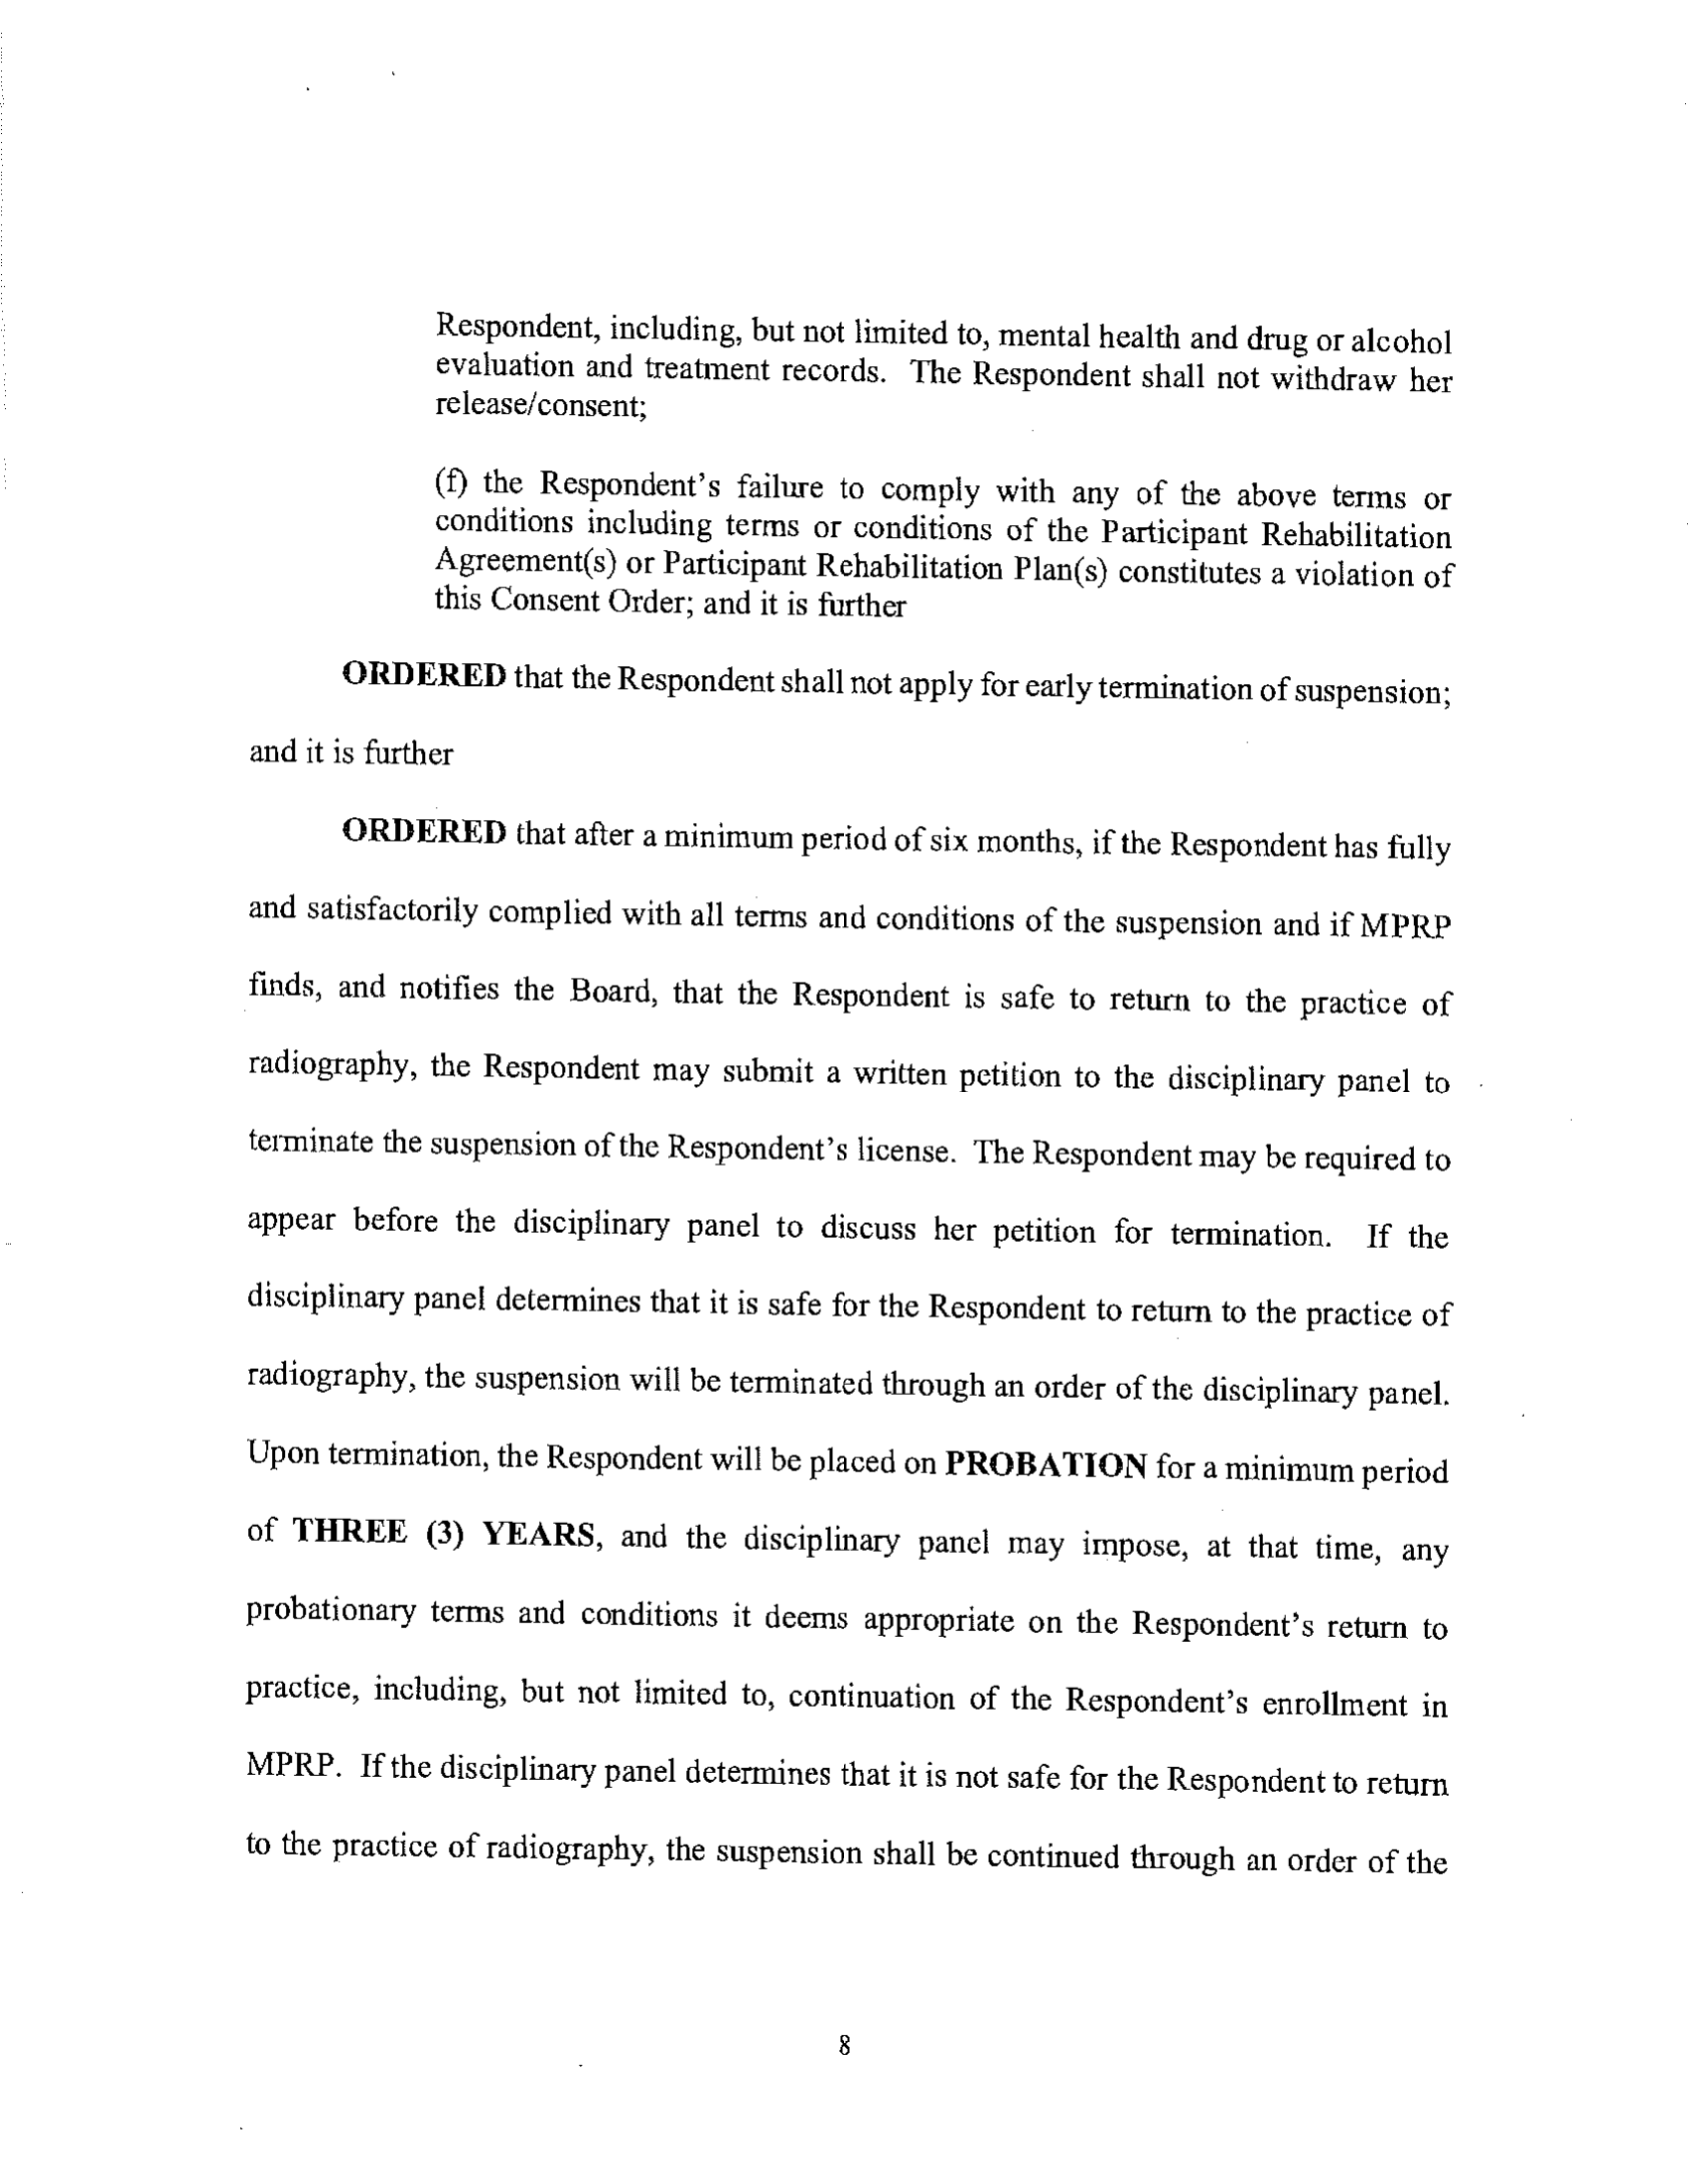 Respondent, including, but not limited to, mental health and drug or alcohol
evaluation and treatment records. The Respondent shall not withdraw her
release/consent;
(f) the Respondent's failure to comply with any of the above terms or
conditions including terms or conditions of the Participant Rehabilitation
Agreement(s) or Participant Rehabilitation Plan(s) constitutes a violation of
this Consent Order; and it is further
ORDERED that the Respondent shall not apply for early termination of suspension;
and it is further
ORDERED that after a minimum period of six months, if the Respondent has fully
and satisfactorily complied with all terms and conditions of the suspension and if MPRP
finds, and notifies the Board, that the Respondent is safe to return to the practice of
radiography, the Respondent may submit a written petition to the disciplinary panel to
terminate the suspension of the Respondent's license. The Respondent may be required to
appear before the disciplinary panel to discuss her petition for termination. If the
disciplinary panel determines that it is safe for the Respondent to return to the practice of
radiography, the suspension will be terminated through an order of the disciplinary panel.
Upon termination, the Respondent will be placed on PROBATION for a minimum period
of THREE (3) YEARS, and the disciplinary panel may impose, at that time, any
probationary terms and conditions it deems appropriate on the Respondent's return to
practice, including, but not limited to, continuation of the Respondent's enrollment in
MPRP. If the disciplinary panel determines that it is not safe for the Respondent to return
to the practice of radiography, the suspension shall be continued through an order of the
8